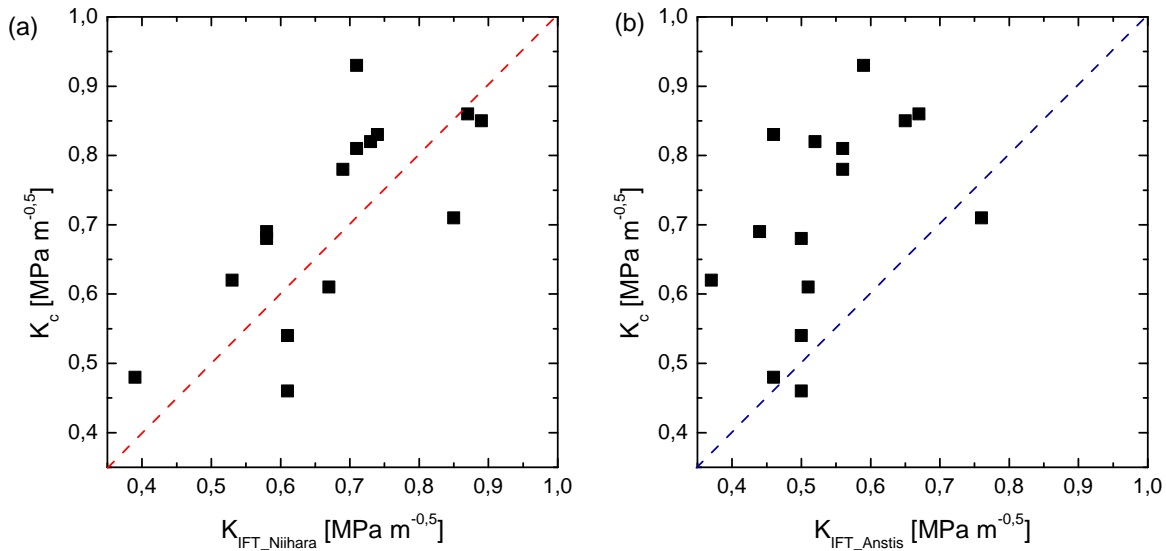 (a)
1,0
0,9
0,8
0,7
0,6
0,5
0,4
K_c [MPa m^-0,5]
0,4 0,5 0,6 0,7 0,8 0,9 1,0
K_IFT_Niihara [MPa m^-0,5]
(b)
1,0
0,9
0,8
0,7
0,6
0,5
0,4
K_c [MPa m^-0,5]
0,4 0,5 0,6 0,7 0,8 0,9 1,0
K_IFT_Anstis [MPa m^-0,5]